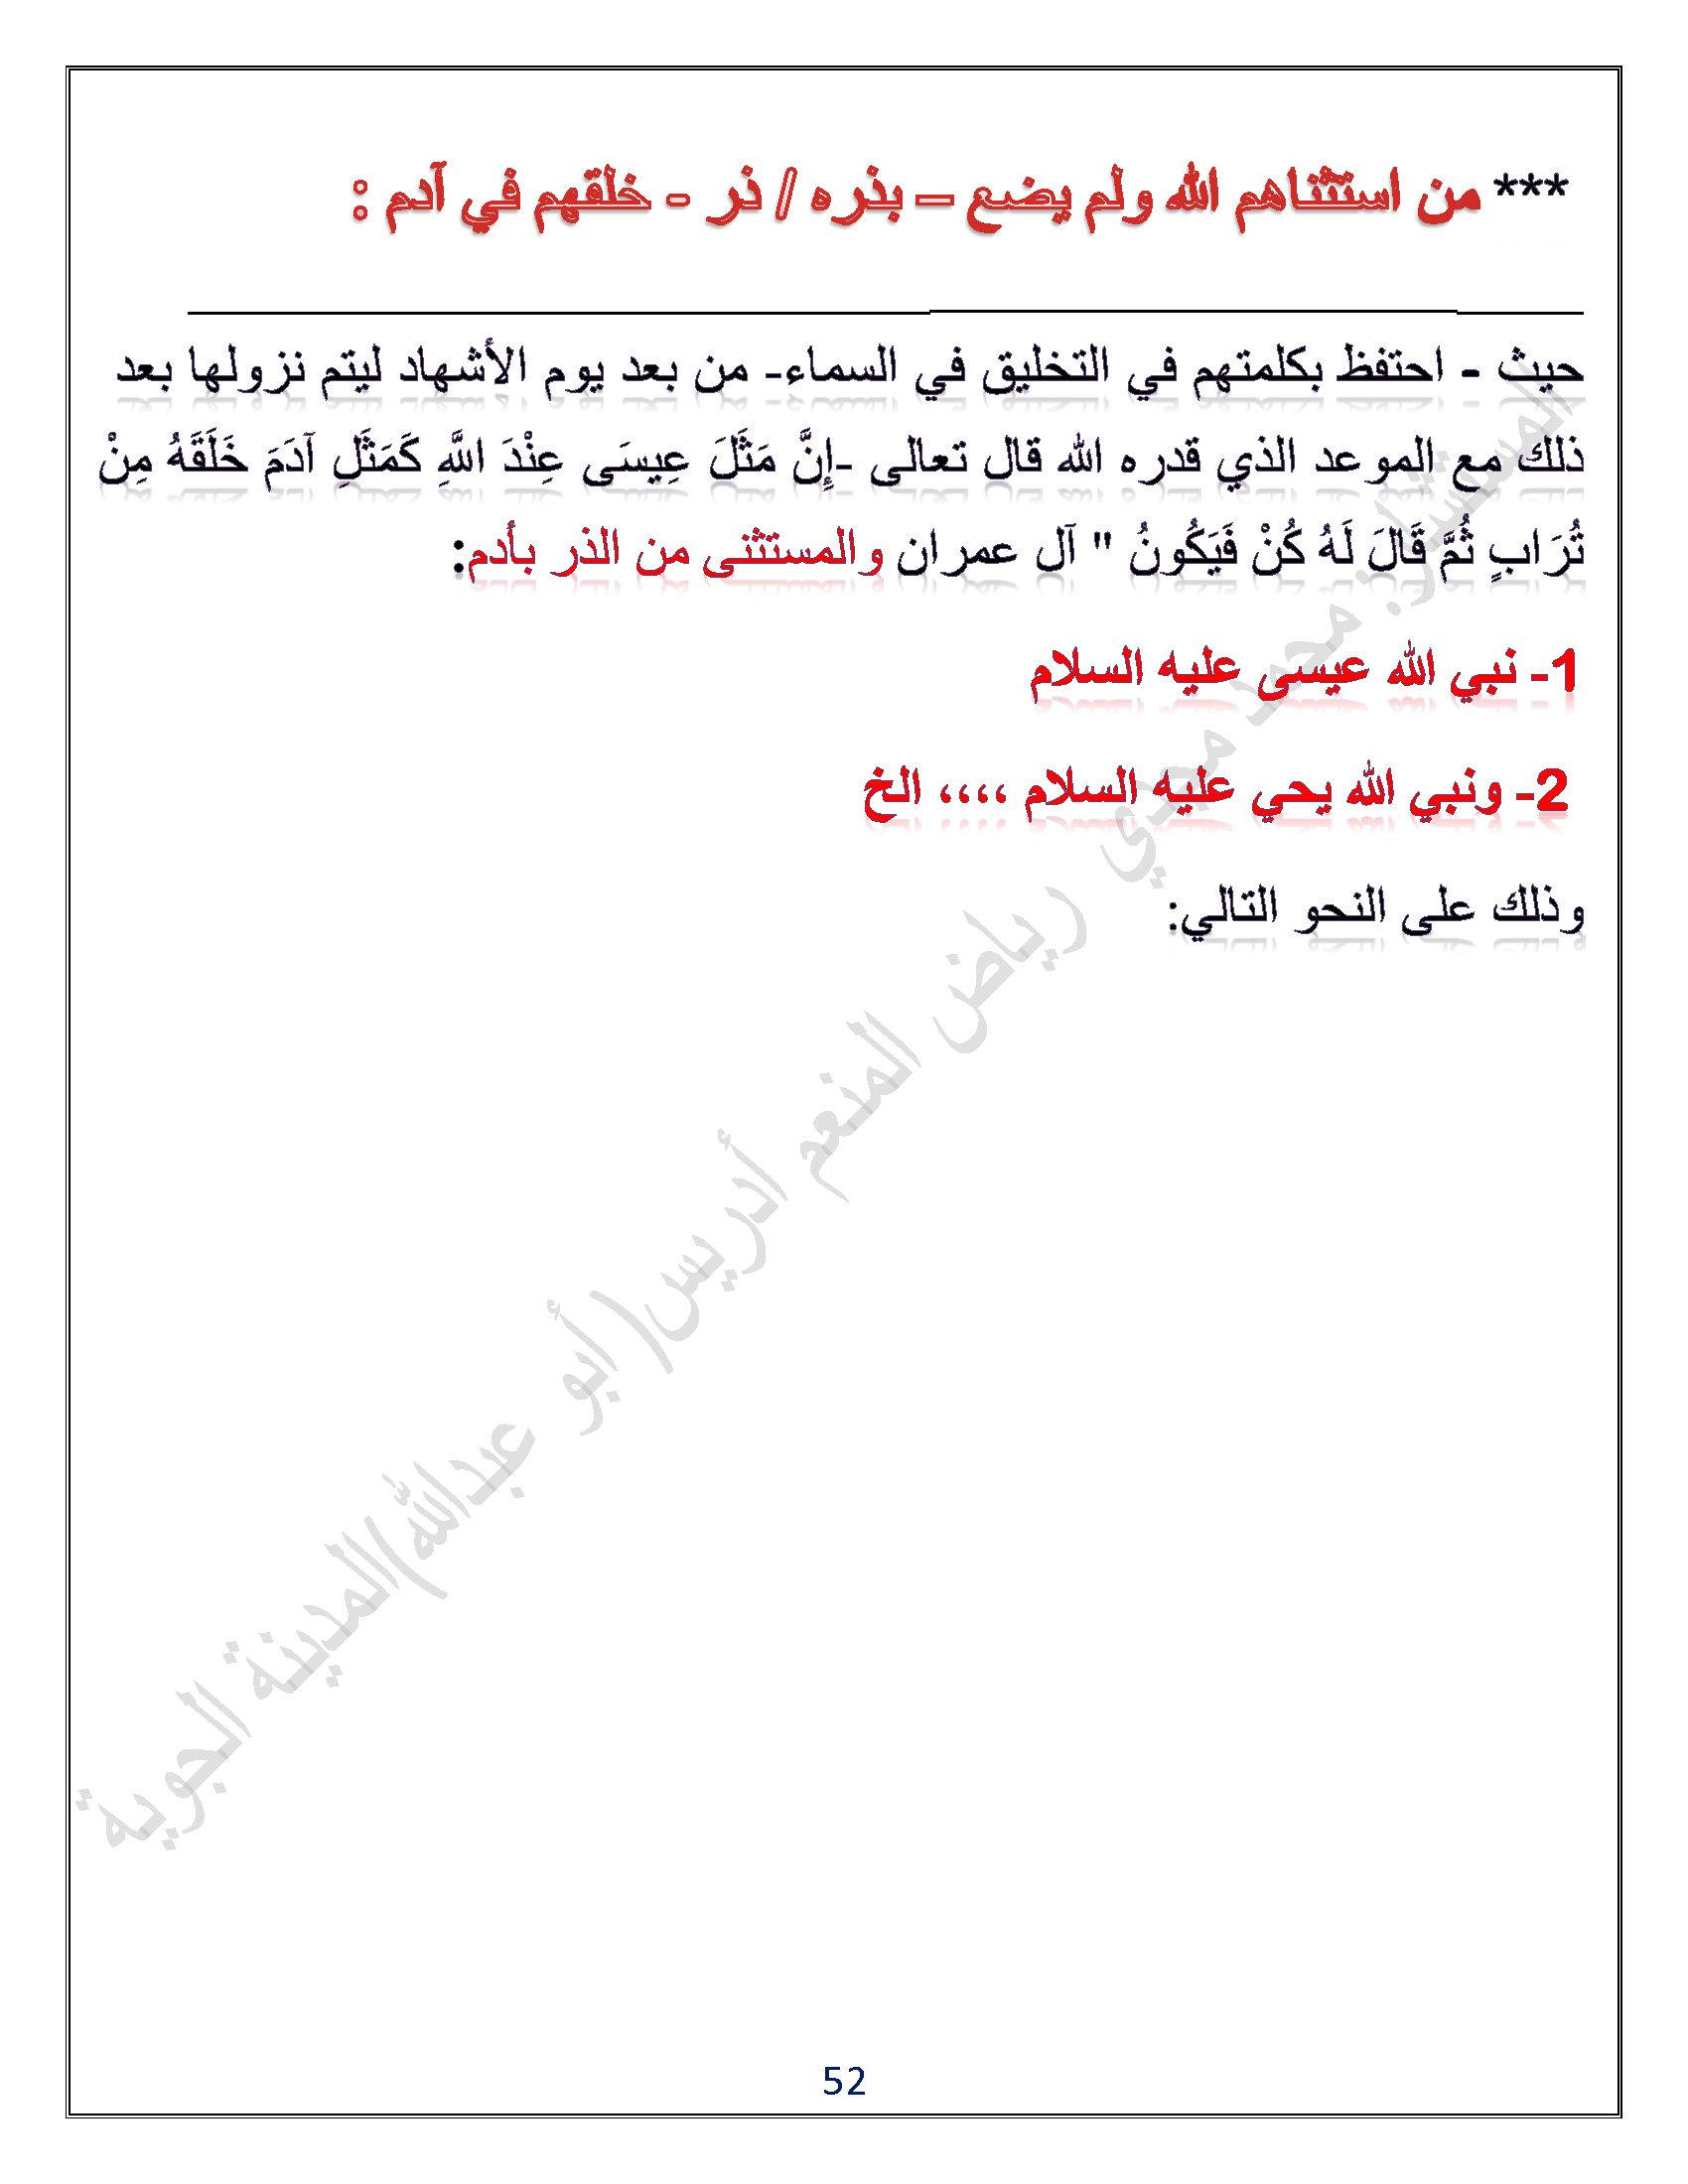 *** من استثناهم الله ولم يضع – بذره / ذر - خلقهم في آدم :
حيث - احتفظ بكلمتهم في التخليق في السماء- من بعد يوم الأشهاد ليتم نزولها بعد
ذلك مع الموعد الذي قدره الله قال تعالى -إِنَّ مَثَلَ عِيسَى عِنْدَ اللَّهِ كَمَثَلِ آدَمَ خَلَقَهُ مِنْ
تُرَابٍ ثُمَّ قَالَ لَهُ كُنْ فَيَكُونُ " آل عمران والمستثنى من الذر بأدم:
1- نبي الله عيسى عليه السلام
2- ونبي الله يحي عليه السلام ،،،، الخ
وذلك على النحو التالي:
المستشار: محمد مجدي رياض المنعم أدريس(أبو عبدالله)المدينة الجوية
52